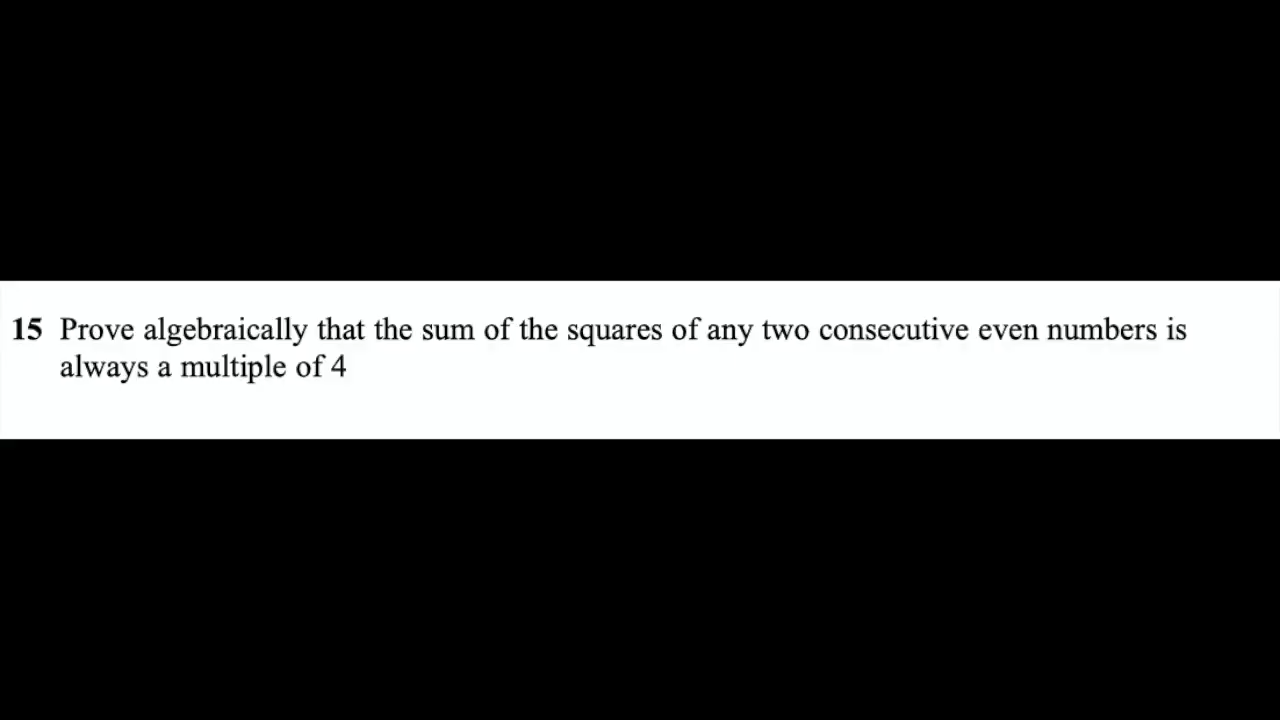 15 Prove algebraically that the sum of the squares of any two consecutive even numbers is
always a multiple of 4